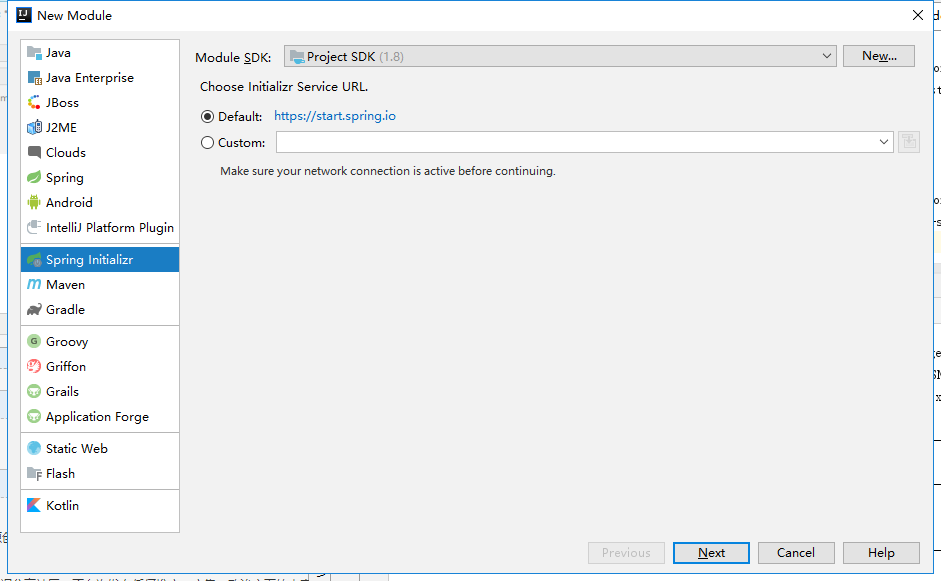 New Module
Java
Java Enterprise
JBoss
J2ME
Clouds
Spring
Android
IntelliJ Platform Plugin
Spring Initializr
Maven
Gradle
Groovy
Griffon
Grails
Application Forge
Static Web
Flash
Kotlin
Module SDK: Project SDK (1.8) New...
Choose Initializr Service URL.
Default: https://start.spring.io
Custom:
Make sure your network connection is active before continuing.
Previous Next Cancel Help